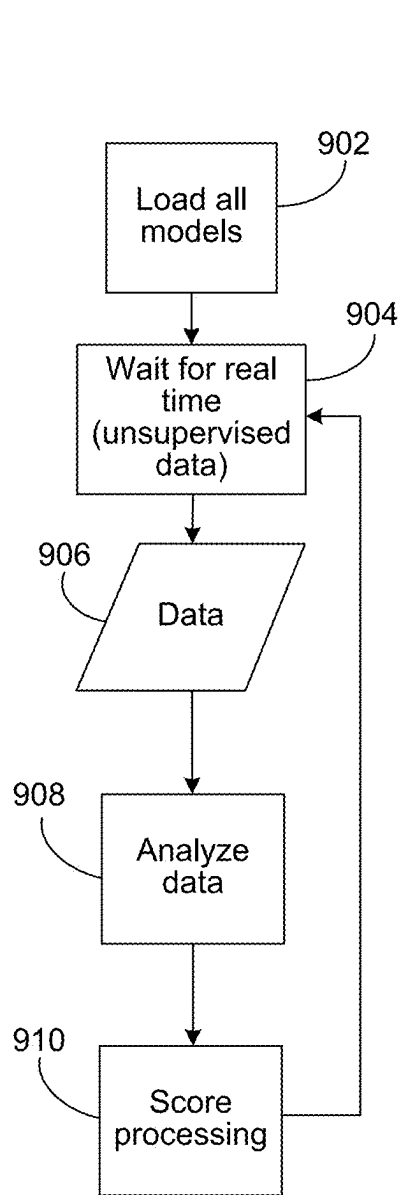 902
Load all
models
904
Wait for real
time
(unsupervised
data)
906
Data
908
Analyze
data
910
Score
processing